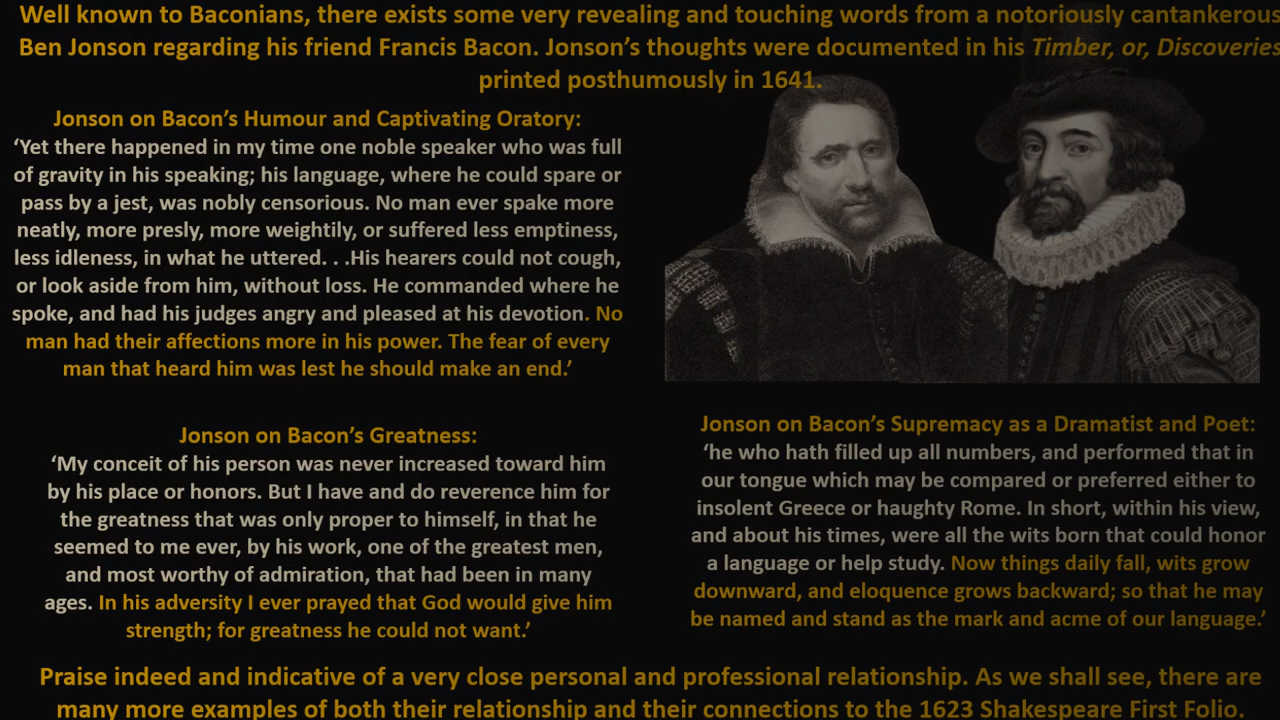 Well known to Baconians, there exists some very revealing and touching words from a notoriously cantankerous
Ben Jonson regarding his friend Francis Bacon. Jonson’s thoughts were documented in his Timber, or, Discoveries
printed posthumously in 1641.
Jonson on Bacon’s Humour and Captivating Oratory:
‘Yet there happened in my time one noble speaker who was full
of gravity in his speaking; his language, where he could spare or
pass by a jest, was nobly censorious. No man ever spake more
neatly, more presly, more weightily, or suffered less emptiness,
less idleness, in what he uttered. . .His hearers could not cough,
or look aside from him, without loss. He commanded where he
spoke, and had his judges angry and pleased at his devotion. No
man had their affections more in his power. The fear of every
man that heard him was lest he should make an end.’
Jonson on Bacon’s Greatness:
‘My conceit of his person was never increased toward him
by his place or honors. But I have and do reverence him for
the greatness that was only proper to himself, in that he
seemed to me ever, by his work, one of the greatest men,
and most worthy of admiration, that had been in many
ages. In his adversity I ever prayed that God would give him
strength; for greatness he could not want.’
Jonson on Bacon’s Supremacy as a Dramatist and Poet:
‘he who hath filled up all numbers, and performed that in
our tongue which may be compared or preferred either to
insolent Greece or haughty Rome. In short, within his view,
and about his times, were all the wits born that could honor
a language or help study. Now things daily fall, wits grow
downward, and eloquence grows backward; so that he may
be named and stand as the mark and acme of our language.’
Praise indeed and indicative of a very close personal and professional relationship. As we shall see, there are
many more examples of both their relationship and their connections to the 1623 Shakespeare First Folio.